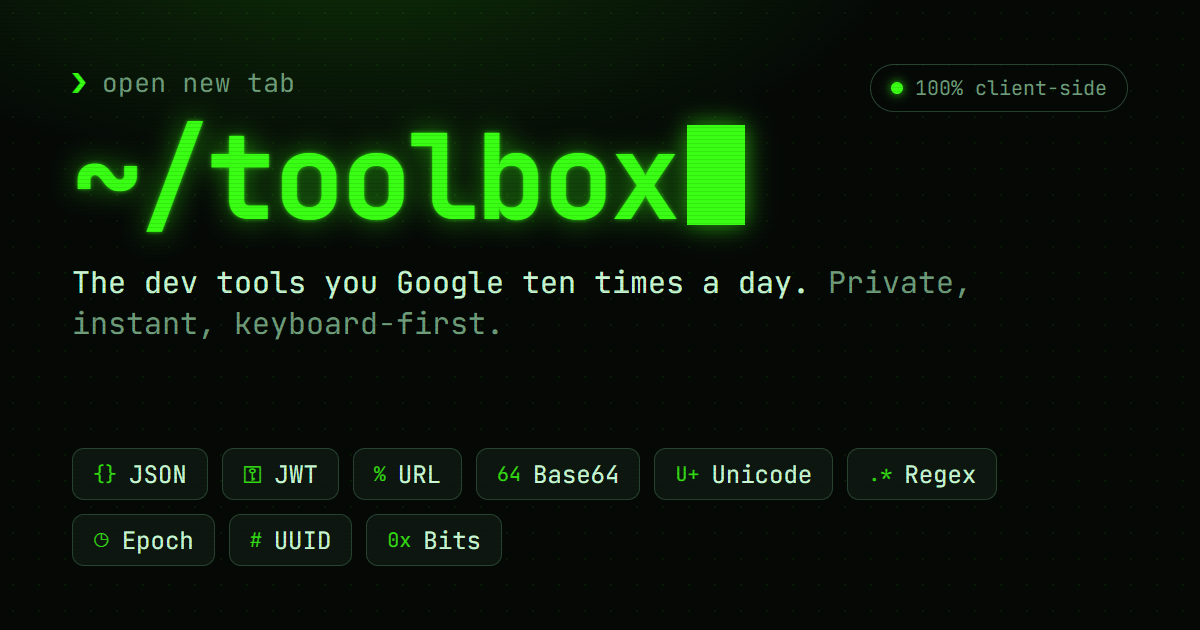 ❯ open new tab
100% client-side
~/toolbox
The dev tools you Google ten times a day. Private,
instant, keyboard-first.
{} JSON
⚿ JWT
% URL
64 Base64
U+ Unicode
.* Regex
◷ Epoch
# UUID
0x Bits